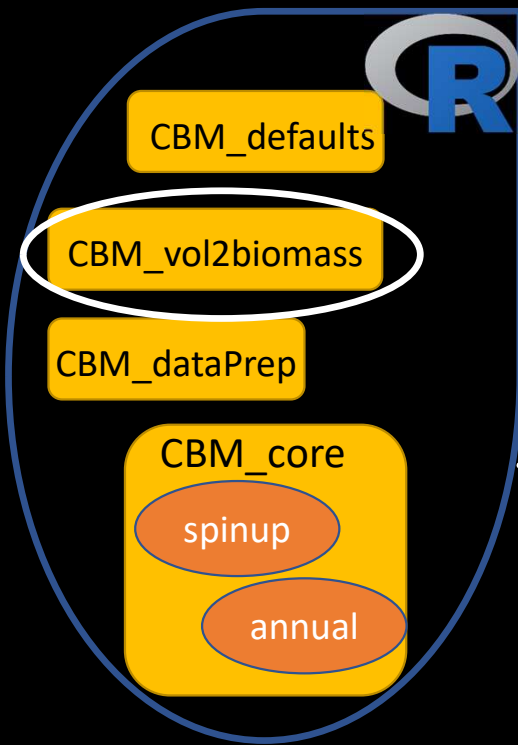 R
CBM_defaults
CBM_vol2biomass
CBM_dataPrep
CBM_core
spinup
annual